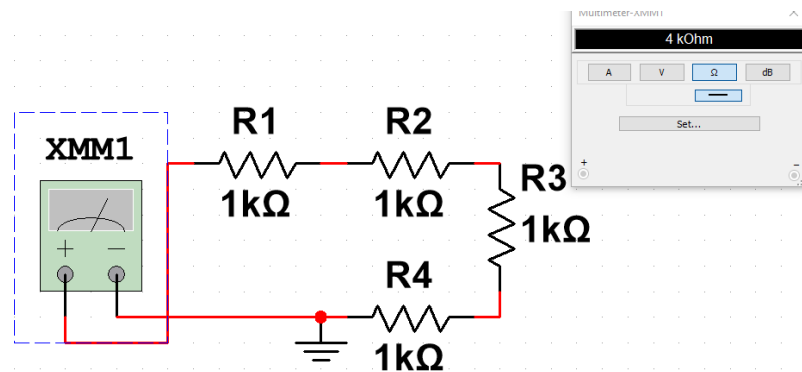 Multimeter-XMM1
4 kOhm
A V Ω dB
Set...
+ −
XMM1
+ −
R1
1kΩ
R2
1kΩ
R3
1kΩ
R4
1kΩ